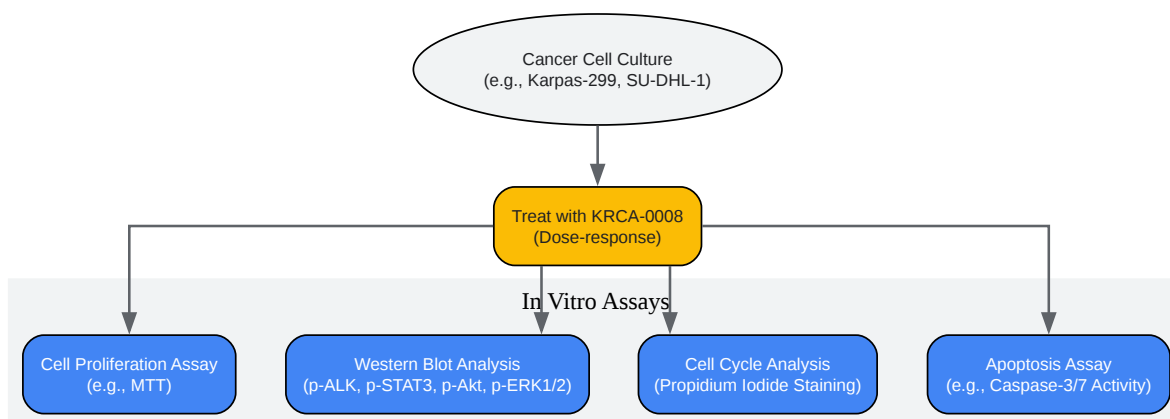 Cancer Cell Culture
(e.g., Karpas-299, SU-DHL-1)
Treat with KRCA-0008
(Dose-response)
In Vitro Assays
Cell Proliferation Assay
(e.g., MTT)
Western Blot Analysis
(p-ALK, p-STAT3, p-Akt, p-ERK1/2)
Cell Cycle Analysis
(Propidium Iodide Staining)
Apoptosis Assay
(e.g., Caspase-3/7 Activity)